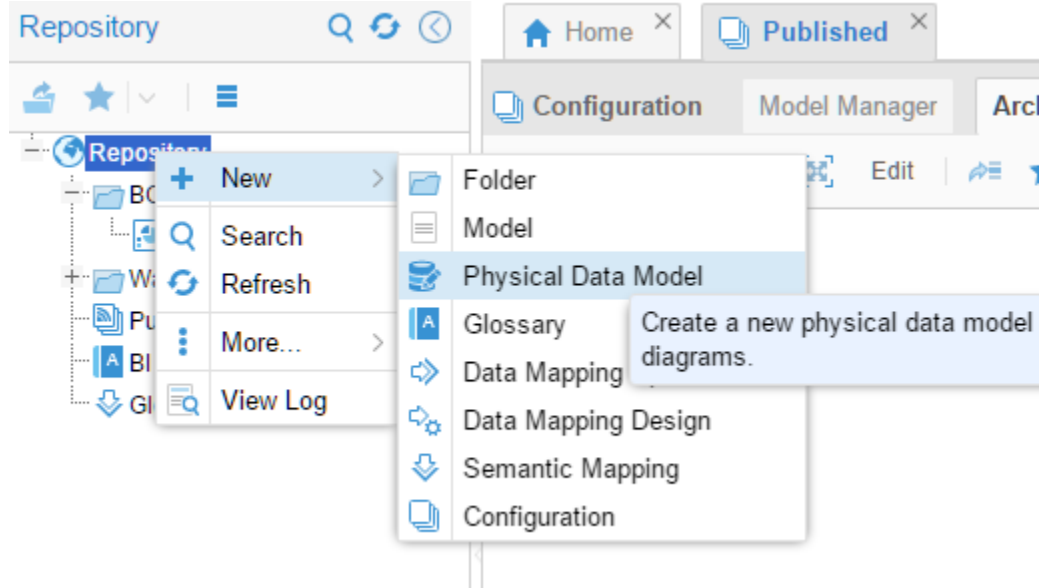 Repository
Home
Published
Configuration
Model Manager
Repository
Edit
New
Search
Refresh
More...
View Log
Folder
Model
Physical Data Model
Glossary
Data Mapping
Data Mapping Design
Semantic Mapping
Configuration
Create a new physical data model
diagrams.